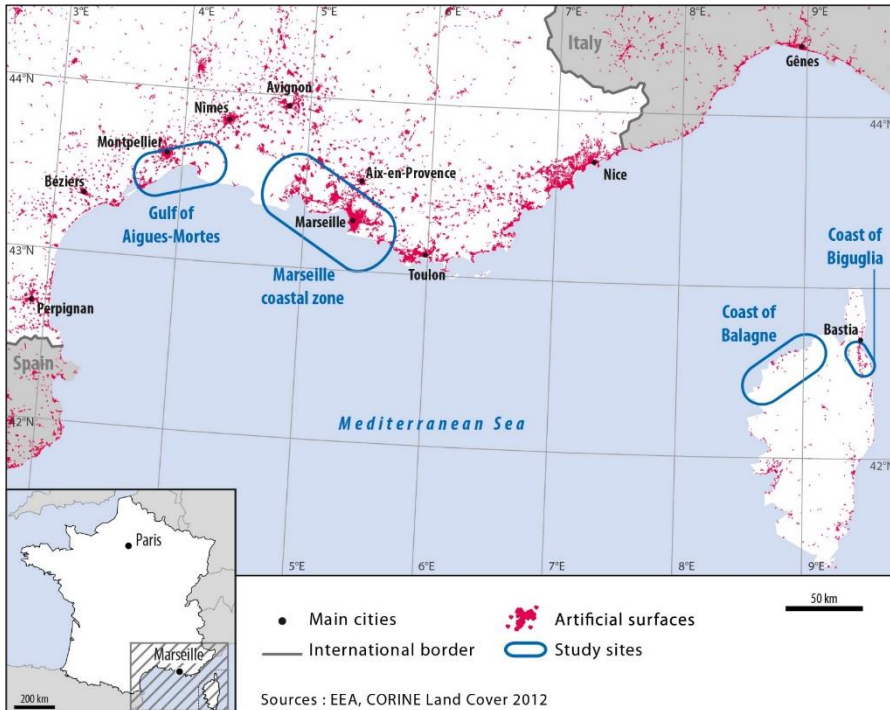 3°E
4°E
5°E
6°E
7°E
8°E
9°E
Italy
Gênes
44°N
Avignon
Nîmes
44°N
Montpellier
Béziers
Aix-en-Provence
Nice
Gulf of
Aigues-Mortes
Marseille
43°N
Toulon
Marseille
coastal zone
Coast of
Biguglia
Perpignan
Coast of
Balagne
Bastia
Spain
42°N
Mediterranean Sea
42°N
5°E
6°E
7°E
8°E
9°E
Paris
Marseille
200 km
Main cities
Artificial surfaces
50 km
International border
Study sites
Sources : EEA, CORINE Land Cover 2012